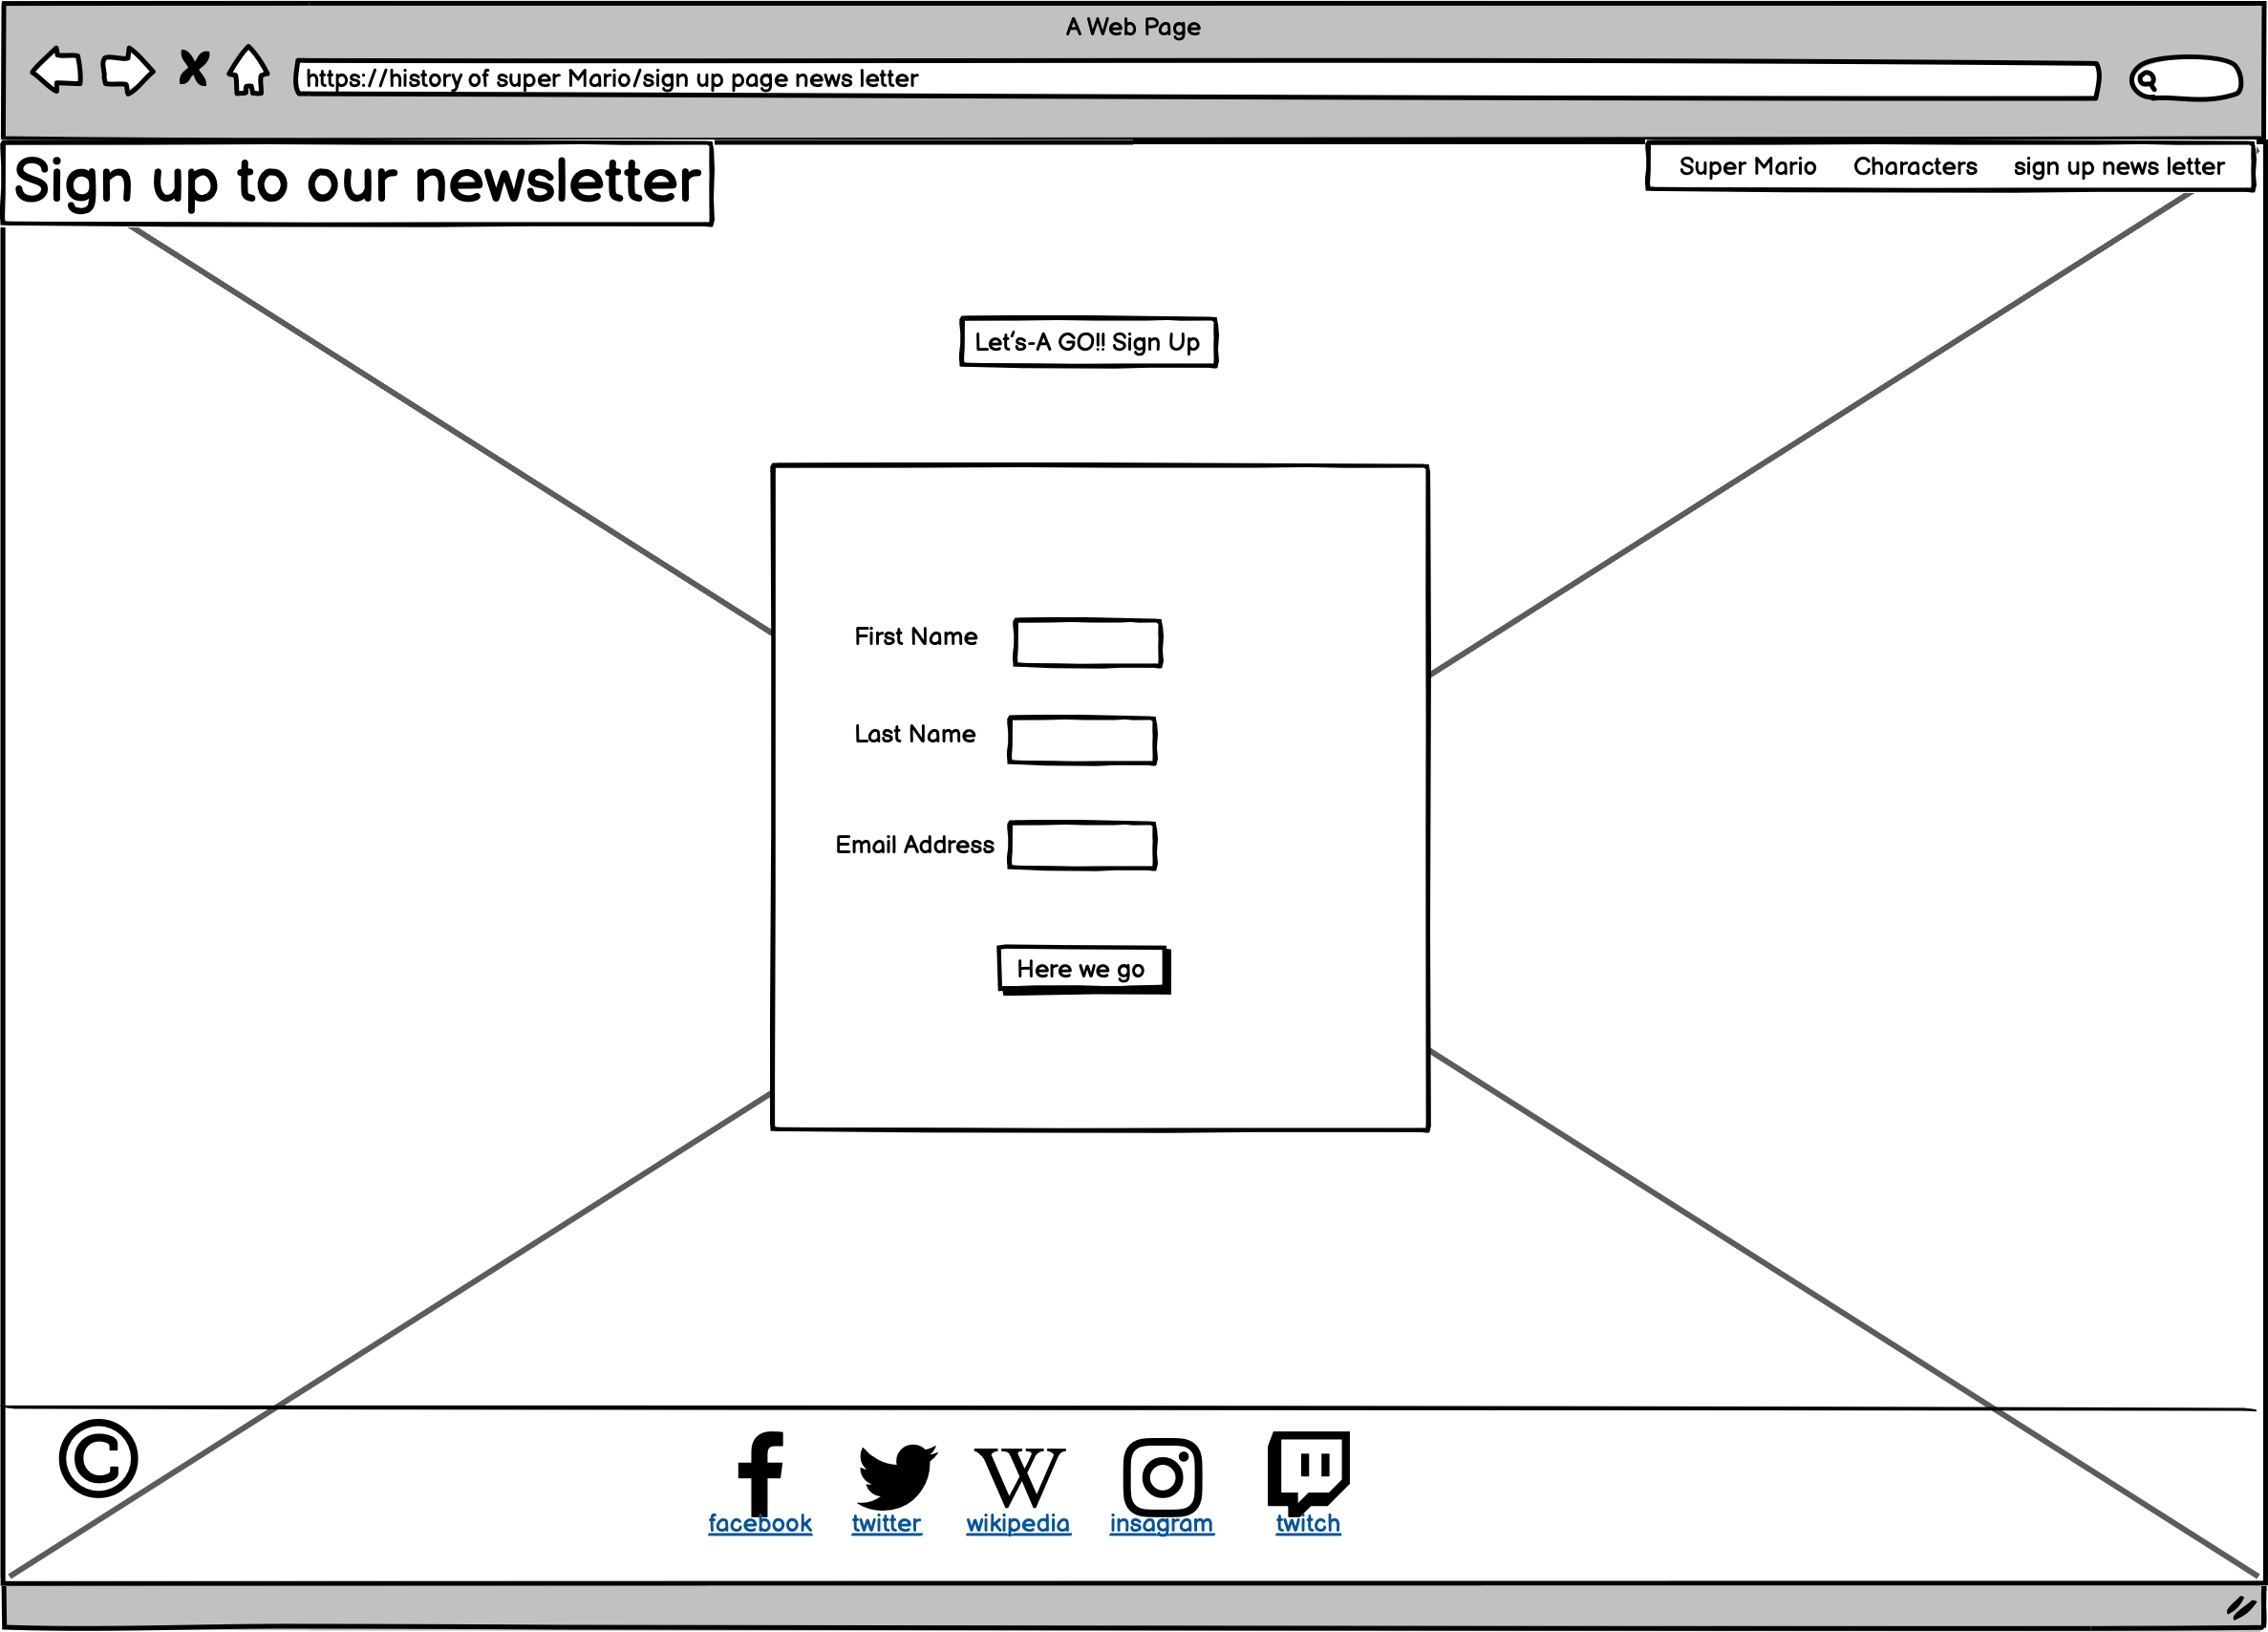 A Web Page
https://history of super Mario/sign up page news letter
Sign up to our newsletter
Super Mario Characters sign up news letter
Let's-A GO!! Sign Up
First Name
Last Name
Email Address
Here we go
©
facebook twitter wikipedia insagram twitch